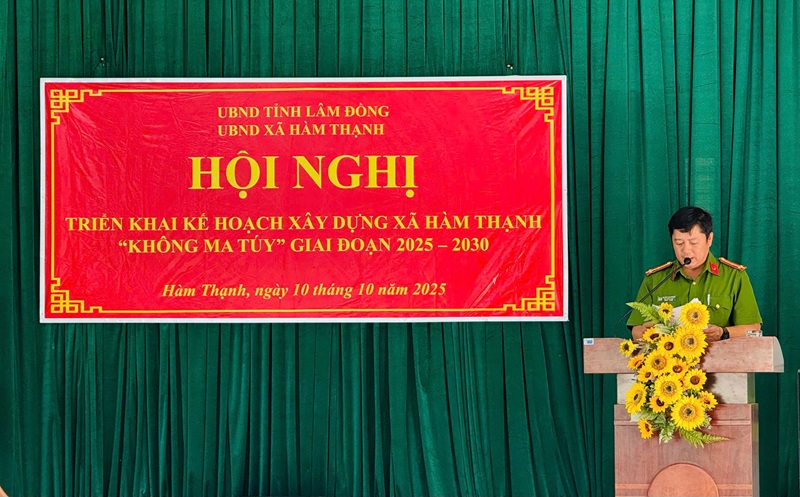 UBND TỈNH LÂM ĐỒNG
UBND XÃ HÀM THẠNH
HỘI NGHỊ
TRIỂN KHAI KẾ HOẠCH XÂY DỰNG XÃ HÀM THẠNH
“KHÔNG MA TÚY” GIAI ĐOẠN 2025 – 2030
Hàm Thạnh, ngày 10 tháng 10 năm 2025